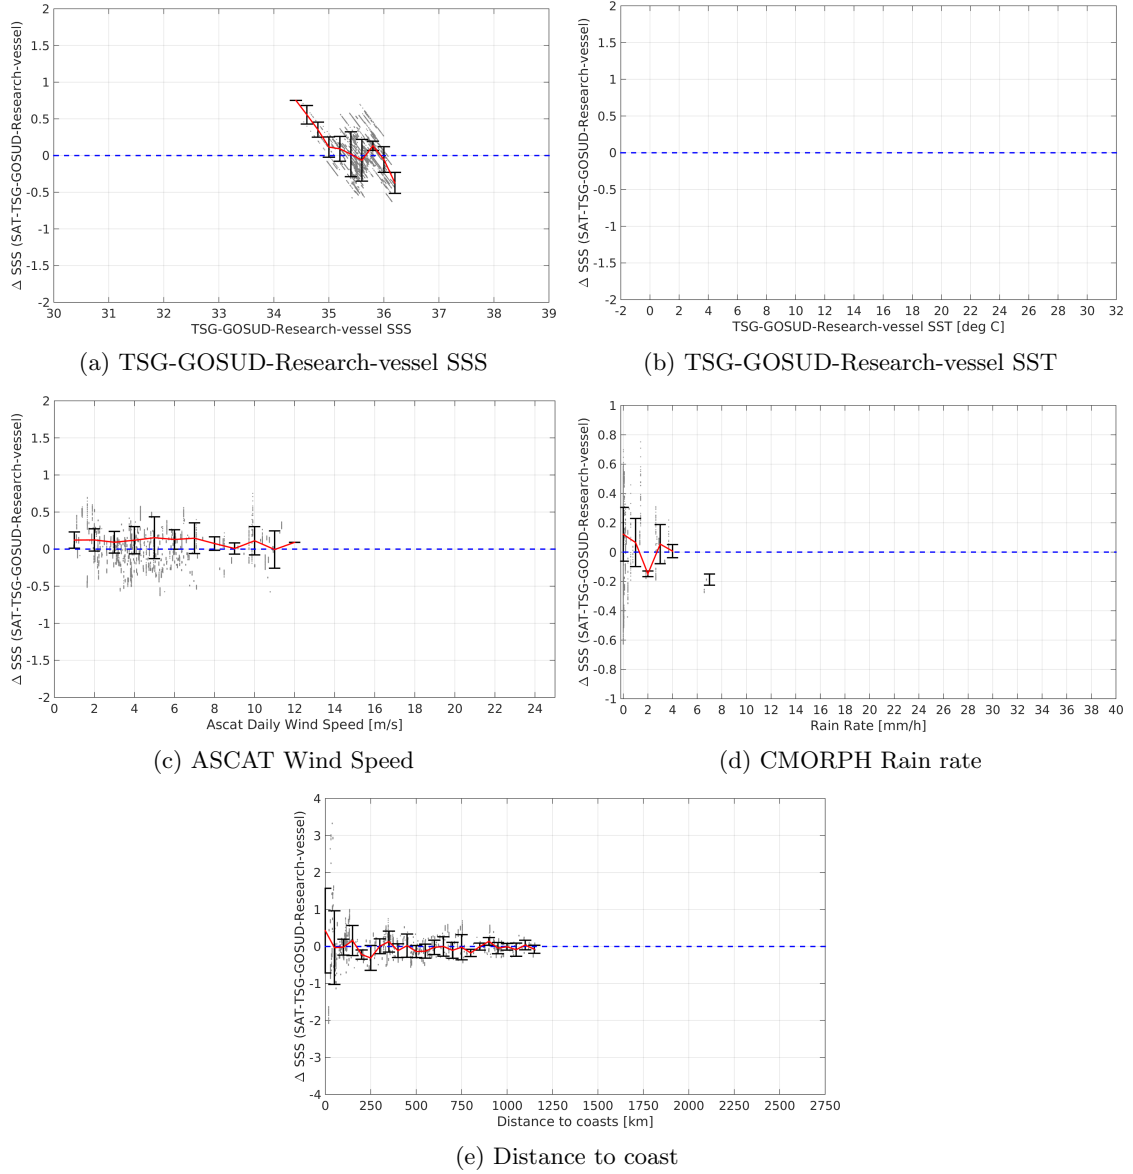 Δ SSS (SAT-TSG-GOSUD-Research-vessel)
2
1.5
1
0.5
0
-0.5
-1
-1.5
-2
30 31 32 33 34 35 36 37 38 39
TSG-GOSUD-Research-vessel SSS
(a) TSG-GOSUD-Research-vessel SSS
Δ SSS (SAT-TSG-GOSUD-Research-vessel)
2
1.5
1
0.5
0
-0.5
-1
-1.5
-2
-2 0 2 4 6 8 10 12 14 16 18 20 22 24 26 28 30 32
TSG-GOSUD-Research-vessel SST [deg C]
(b) TSG-GOSUD-Research-vessel SST
Δ SSS (SAT-TSG-GOSUD-Research-vessel)
2
1.5
1
0.5
0
-0.5
-1
-1.5
-2
0 2 4 6 8 10 12 14 16 18 20 22 24
Ascat Daily Wind Speed [m/s]
(c) ASCAT Wind Speed
Δ SSS (SAT-TSG-GOSUD-Research-vessel)
1
0.8
0.6
0.4
0.2
0
-0.2
-0.4
-0.6
-0.8
-1
0 2 4 6 8 10 12 14 16 18 20 22 24 26 28 30 32 34 36 38 40
Rain Rate [mm/h]
(d) CMORPH Rain rate
Δ SSS (SAT-TSG-GOSUD-Research-vessel)
4
3
2
1
0
-1
-2
-3
-4
0 250 500 750 1000 1250 1500 1750 2000 2250 2500 2750
Distance to coasts [km]
(e) Distance to coast